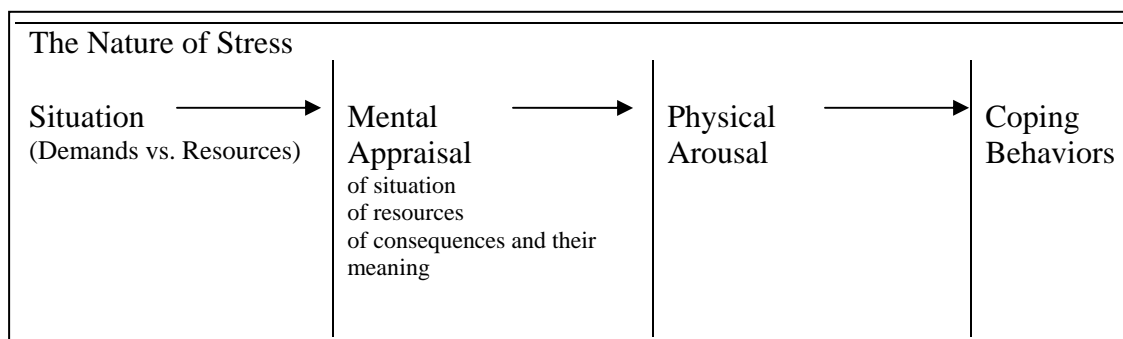 The Nature of Stress
Situation
(Demands vs. Resources)
Mental
Appraisal
of situation
of resources
of consequences and their
meaning
Physical
Arousal
Coping
Behaviors